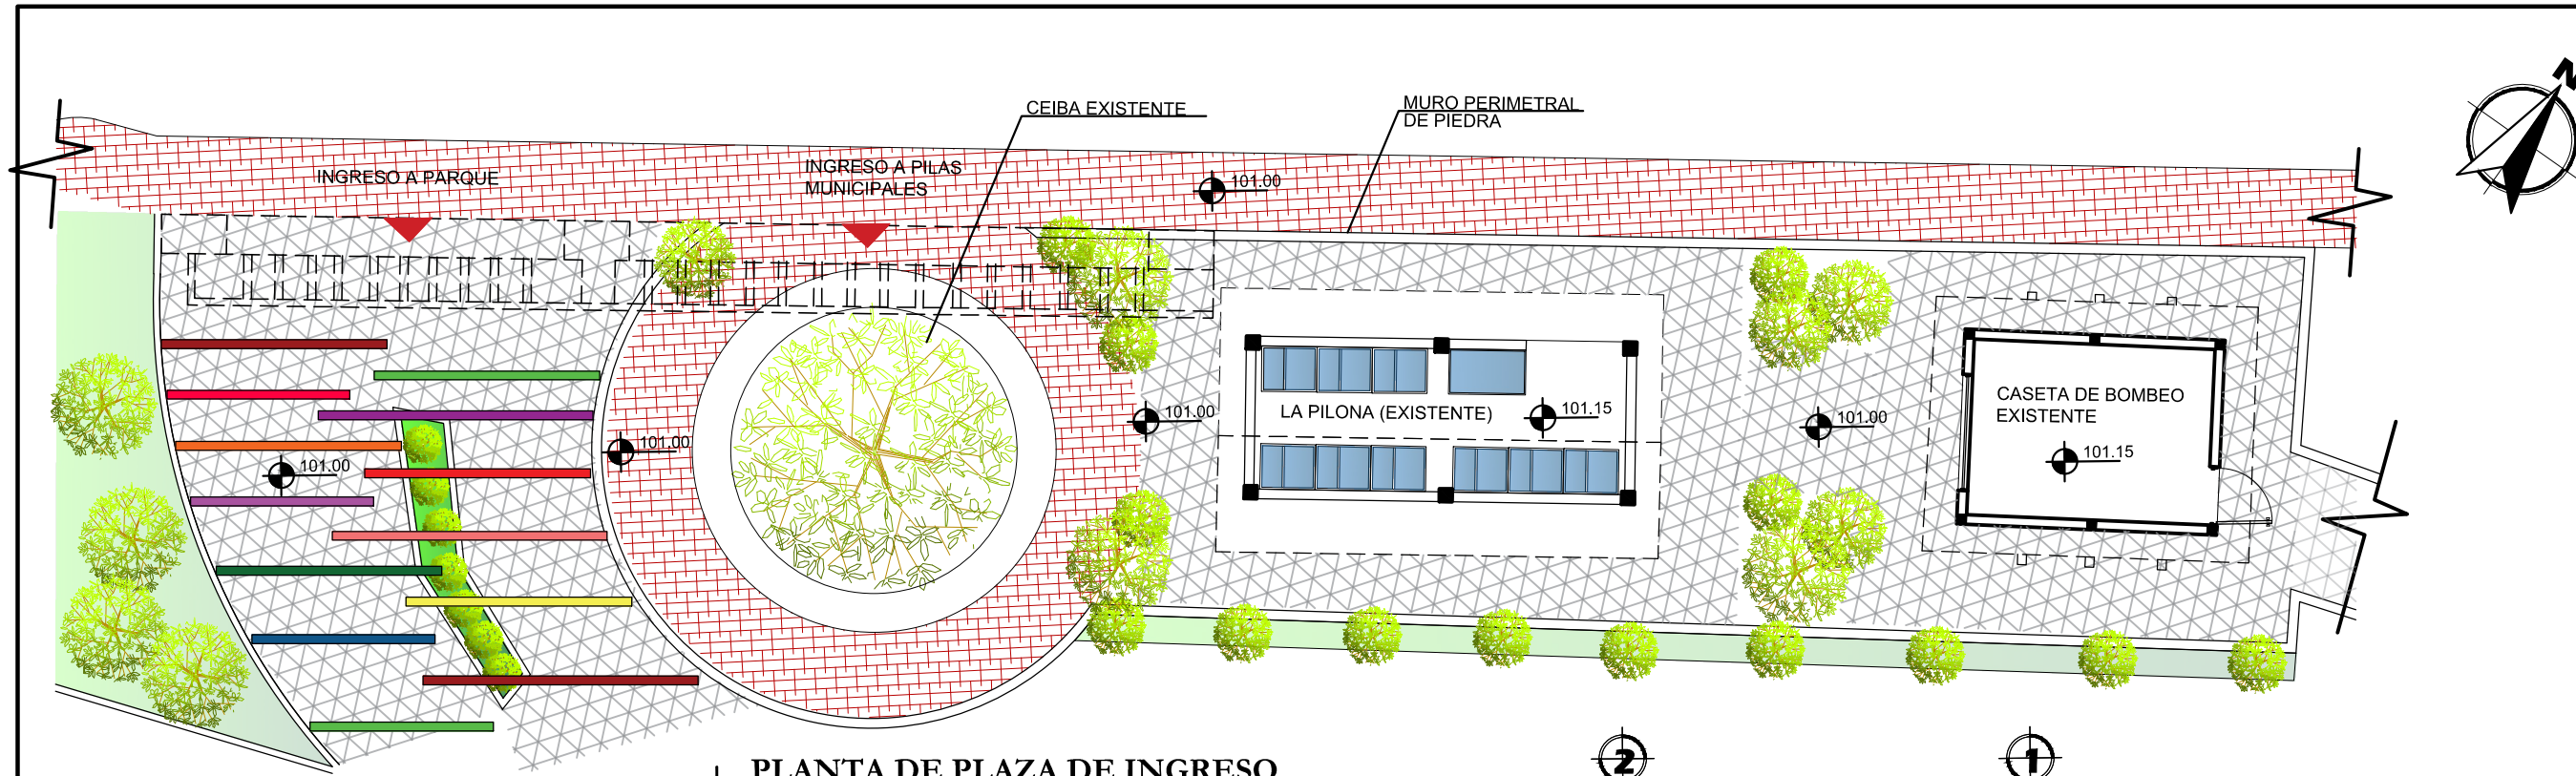 CEIBA EXISTENTE
MURO PERIMETRAL
DE PIEDRA
N
INGRESO A PARQUE
INGRESO A PILAS
MUNICIPALES
101.00
101.00
101.00
101.00
LA PILONA (EXISTENTE)
101.15
101.00
CASETA DE BOMBEO
EXISTENTE
101.15
PLANTA DE PLAZA DE INGRESO
2
1